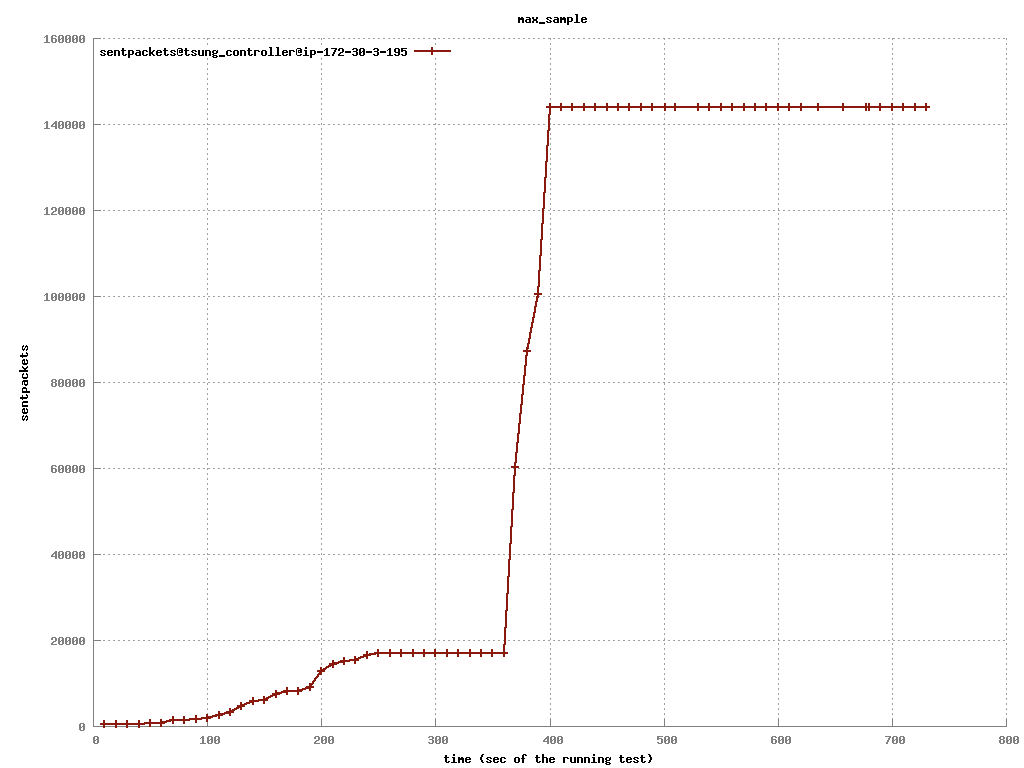 max_sample
160000
sentpackets@tsung_controller@ip-172-30-3-195
140000
120000
100000
sentpackets
80000
60000
40000
20000
0
0 100 200 300 400 500 600 700 800
time (sec of the running test)